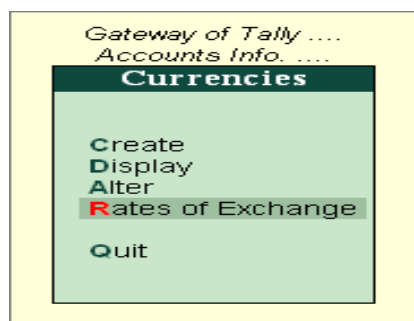 Gateway of Tally ....
Accounts Info. ....
Currencies
Create
Display
Alter
Rates of Exchange
Quit